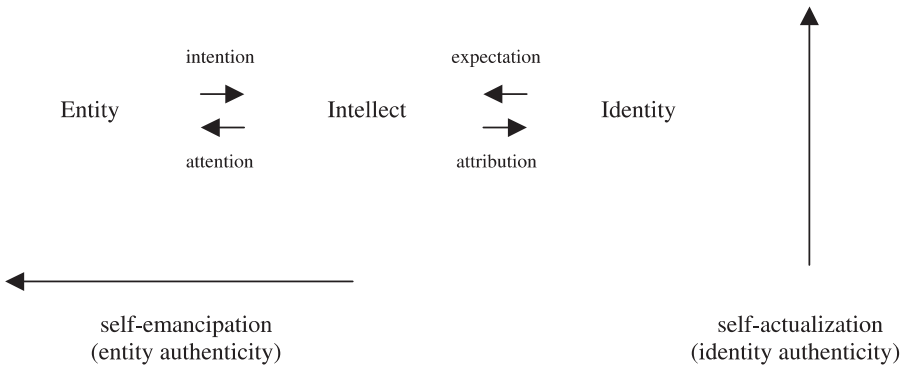 intention
expectation
Entity
Intellect
Identity
attention
attribution
self-emancipation
(entity authenticity)
self-actualization
(identity authenticity)